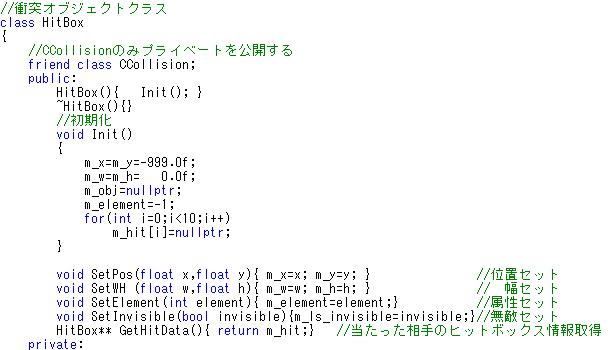 //衝突オブジェクトクラス
class HitBox
{
    //CCollisionのみプライベートを公開する
    friend class CCollision;
    public:
        HitBox(){   Init(); }
        ~HitBox(){}
        //初期化
        void Init()
        {
            m_x=m_y=-999.0f;
            m_w=m_h=   0.0f;
            m_obj=nullptr;
            m_element=-1;
            for(int i=0;i<10;i++)
                m_hit[i]=nullptr;
        }

        void SetPos(float x,float y){ m_x=x; m_y=y; }                //位置セット
        void SetWH (float w,float h){ m_w=w; m_h=h; }                //　幅セット
        void SetElement(int element){ m_element=element;}            //属性セット
        void SetInvisible(bool invisible){m_Is_invisible=invisible;}//無敵セット
        HitBox** GetHitData(){ return m_hit;}   //当たった相手のヒットボックス情報取得
    private: